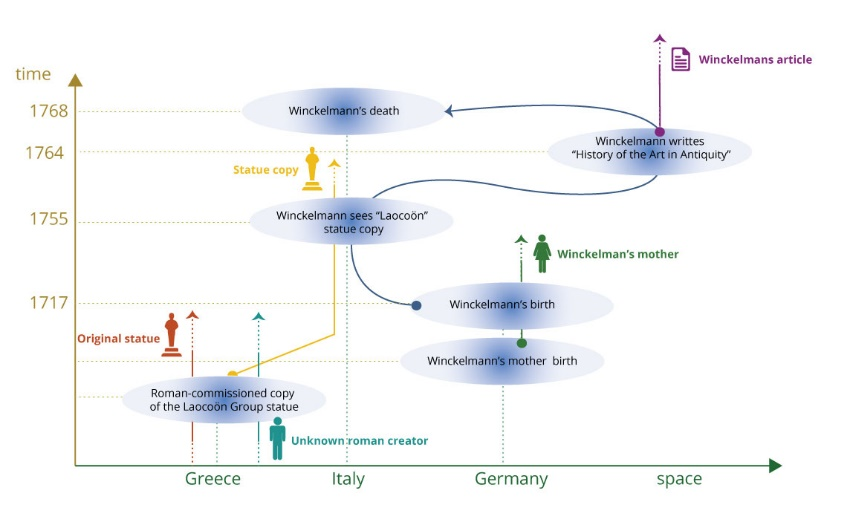 time
1768
Winckelmann's death
Winckelmans article
1764
Winckelmann writtes
"History of the Art in Antiquity"
Statue copy
1755
Winckelmann sees "Laocoön"
statue copy
Winckelman's mother
1717
Winckelmann's birth
Original statue
Winckelmann's mother birth
Roman-commissioned copy
of the Laocoön Group statue
Unknown roman creator
Greece
Italy
Germany
space